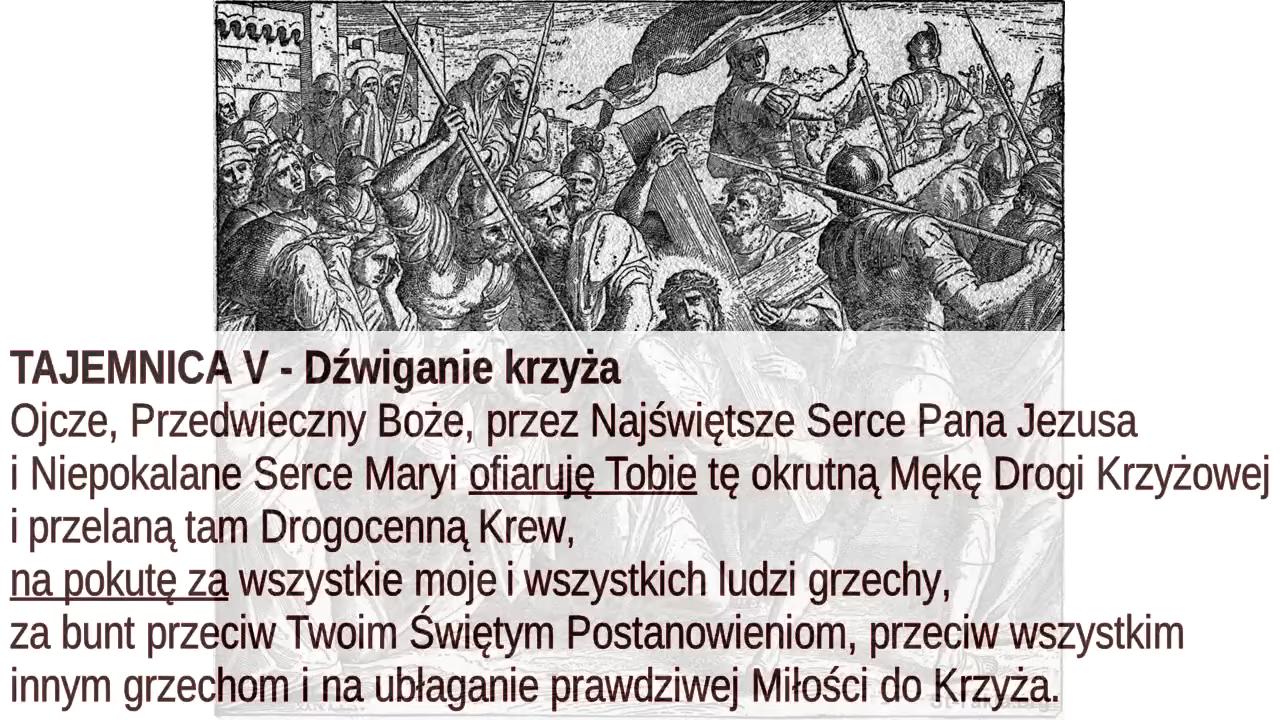 TAJEMNICA V - Dźwiganie krzyża
Ojcze, Przedwieczny Boże, przez Najświętsze Serce Pana Jezusa
i Niepokalane Serce Maryi ofiaruję Tobie tę okrutną Mękę Drogi Krzyżowej
i przelaną tam Drogocenną Krew,
na pokutę za wszystkie moje i wszystkich ludzi grzechy,
za bunt przeciw Twoim Świętym Postanowieniom, przeciw wszystkim
innym grzechom i na ubłaganie prawdziwej Miłości do Krzyża.